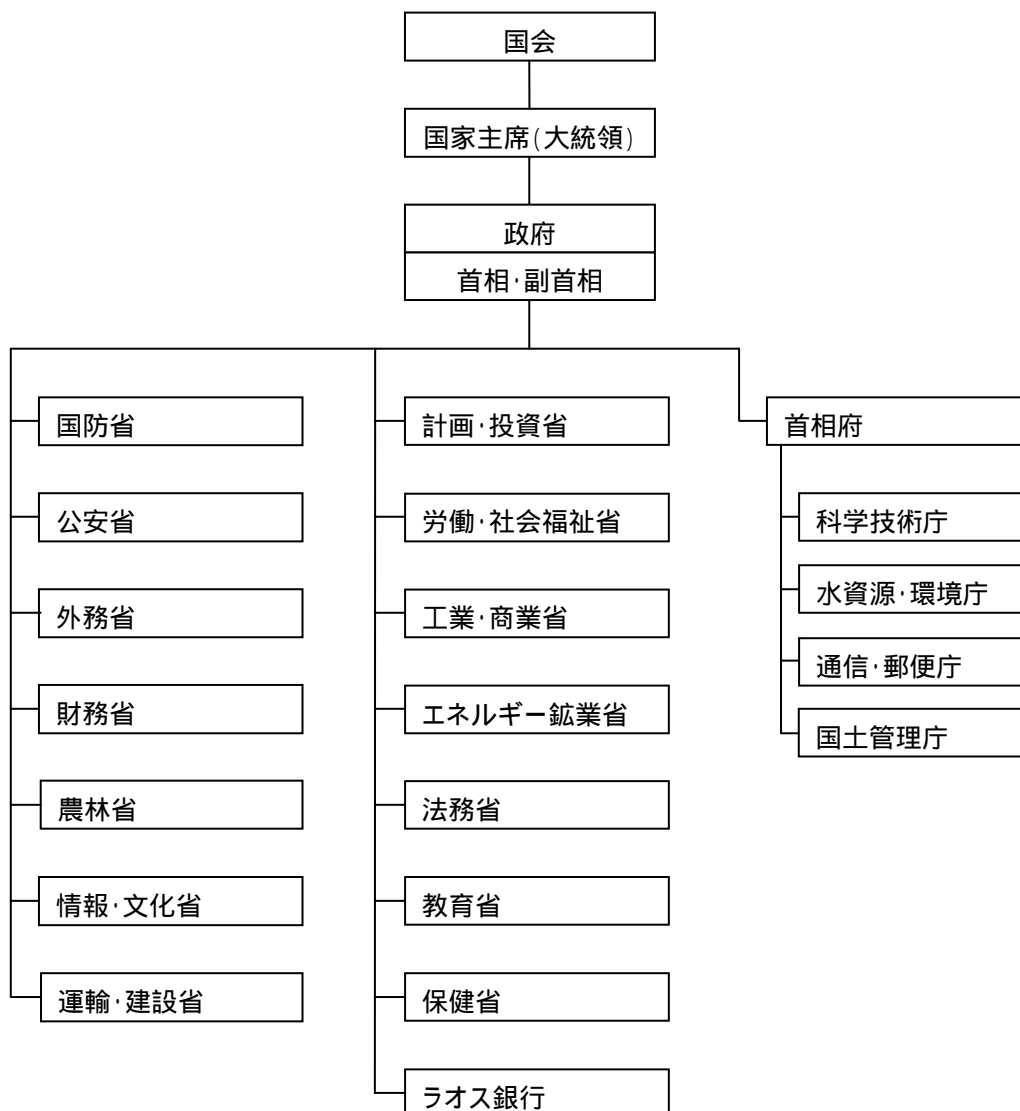 国会
国家主席(大統領)
政府
首相·副首相
国防省
公安省
外務省
財務省
農林省
情報·文化省
運輸·建設省
計画·投資省
労働·社会福祉省
工業·商業省
エネルギー鉱業省
法務省
教育省
保健省
ラオス銀行
首相府
科学技術庁
水資源·環境庁
通信·郵便庁
国土管理庁